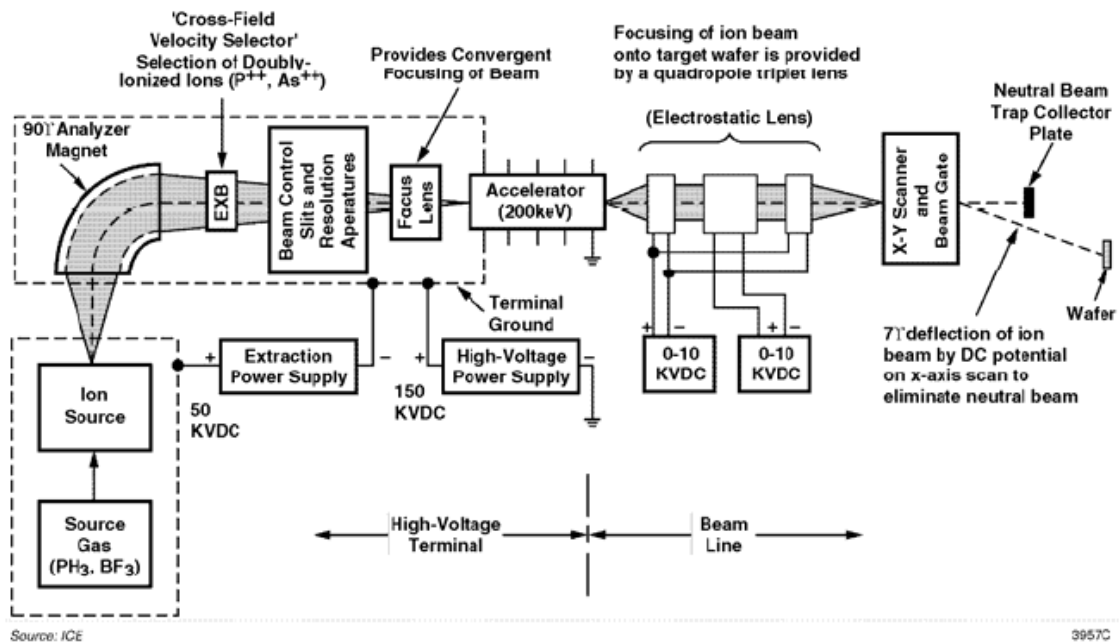 'Cross-Field
Velocity Selector'
Selection of Doubly-
Ionized Ions (P++, As++)
Provides Convergent
Focusing of Beam
Focusing of ion beam
onto target wafer is provided
by a quadropole triplet lens
(Electrostatic Lens)
Neutral Beam
Trap Collector
Plate
90ϒ Analyzer
Magnet
EXB
Beam Control
Slits and
Resolution
Aperatures
Focus
Lens
Accelerator
(200keV)
X-Y Scanner
and
Beam Gate
Wafer
Terminal
Ground
7ϒ deflection of ion
beam by DC potential
on x-axis scan to
eliminate neutral beam
+
Extraction
Power Supply
–
+
High-Voltage
Power Supply
–
+ –
0-10
KVDC
+ –
0-10
KVDC
50
KVDC
150
KVDC
Ion
Source
Source
Gas
(PH3, BF3)
High-Voltage
Terminal
Beam
Line
Source: ICE
3957C